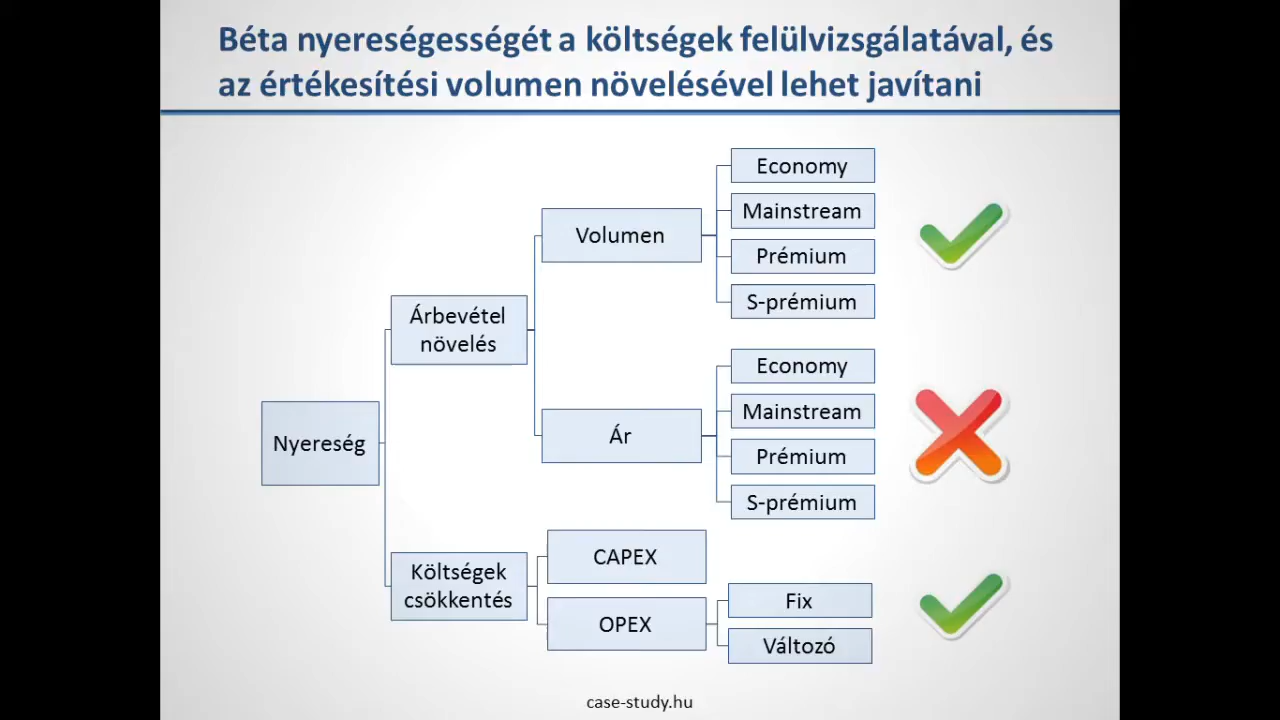 Béta nyereségességét a költségek felülvizsgálatával, és
az értékesítési volumen növelésével lehet javítani
Economy
Mainstream
Volumen
Prémium
S-prémium
Árbevétel
növelés
Economy
Mainstream
Ár
Prémium
S-prémium
Nyereség
CAPEX
Költségek
csökkentés
Fix
OPEX
Változó
case-study.hu